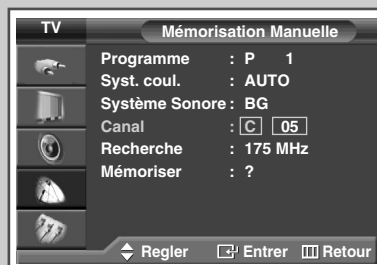 TV
Mémorisation Manuelle
Programme : P 1
Syst. coul. : AUTO
Système Sonore : BG
Canal : C 05
Recherche : 175 MHz
Mémoriser : ?
Regler Entrer Retour